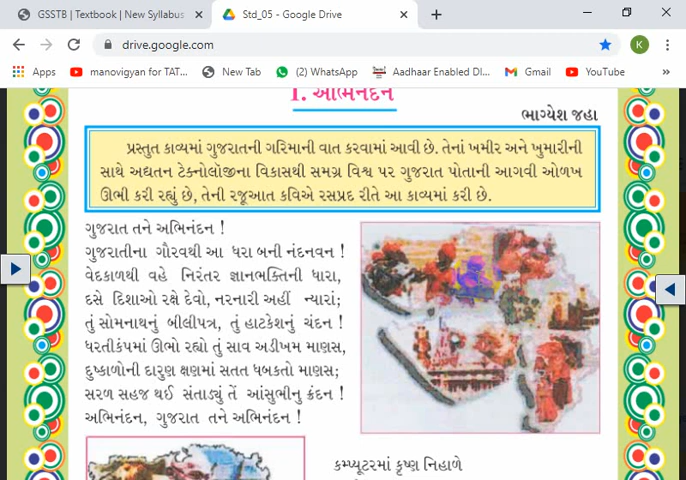 GSSTB | Textbook | New Syllabus
Std_05 - Google Drive
drive.google.com
K
Apps
manovigyan for TAT...
New Tab
(2) WhatsApp
Aadhaar Enabled DI...
Gmail
YouTube
»
1. અભિનંદન
ભાગ્યેશ જહા
પ્રસ્તુત કાવ્યમાં ગુજરાતની ગરિમાની વાત કરવામાં આવી છે. તેનાં ખમીર અને ખુમારીની
સાથે અદ્યતન ટેક્નોલૉજીના વિકાસથી સમગ્ર વિશ્વ પર ગુજરાત પોતાની આગવી ઓળખ
ઊભી કરી રહ્યું છે, તેની રજૂઆત કવિએ રસપ્રદ રીતે આ કાવ્યમાં કરી છે.
ગુજરાત તને અભિનંદન !
ગુજરાતીના ગૌરવથી આ ધરા બની નંદનવન !
વેદકાળથી વહે નિરંતર જ્ઞાનભક્તિની ધારા,
દસે દિશાઓ રક્ષે દેવો, નરનારી અહીં ન્યારાં;
તું સોમનાથનું બીલીપત્ર, તું હાટકેશનું ચંદન !
ધરતીકંપમાં ઊભો રહ્યો તું સાવ અડીખમ માણસ,
દુષ્કાળોની દારુણ ક્ષણમાં સતત ધબકતો માણસ;
સરળ સહજ થઈ સંતાડ્યું તેં આંસુભીનું ક્રંદન !
અભિનંદન, ગુજરાત તને અભિનંદન !
કમ્પ્યૂટરમાં કૃષ્ણ નિહાળે